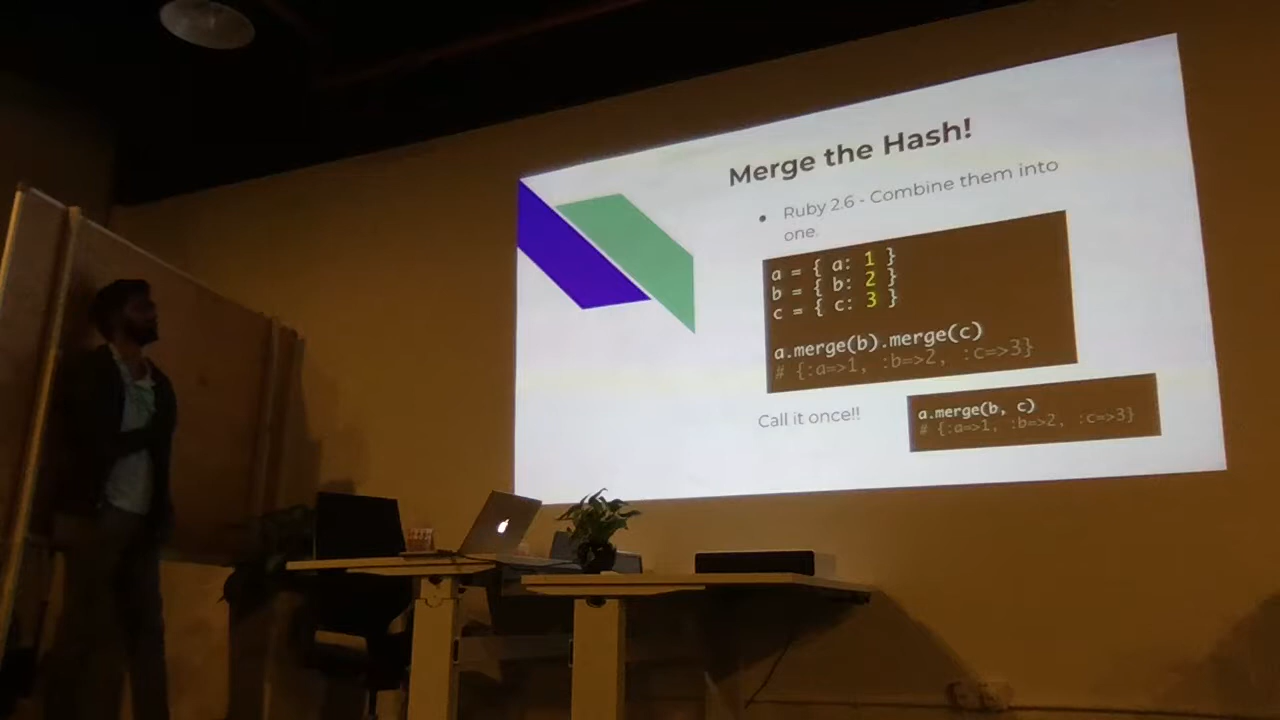 Merge the Hash!
● Ruby 2.6 - Combine them into
one.
a = { a: 1 }
b = { b: 2 }
c = { c: 3 }
a.merge(b).merge(c)
# {:a=>1, :b=>2, :c=>3}
Call it once!!
a.merge(b, c)
# {:a=>1, :b=>2, :c=>3}